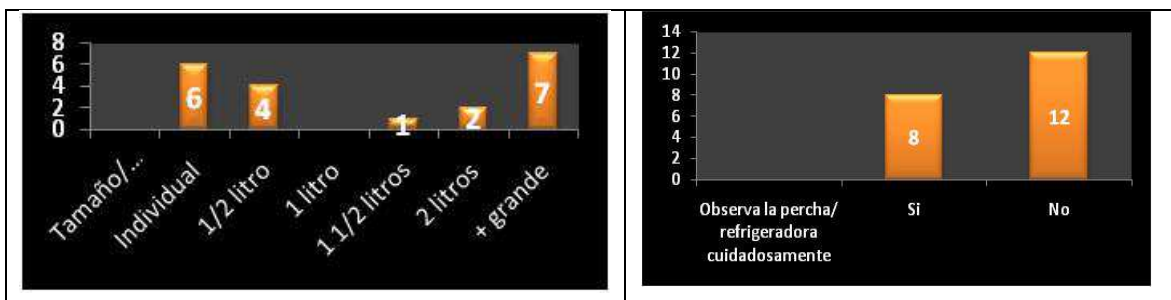 8
6
4
2
0
6
4
1
2
7
Tamaño/...
Individual
1/2 litro
1 litro
1 1/2 litros
2 litros
+ grande
14
12
10
8
6
4
2
0
8
12
Observa la percha/
refrigeradora
cuidadosamente
Si
No